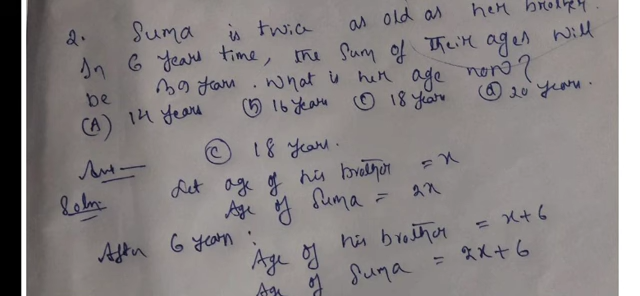 2. Suma is twice as old as her brother.
In 6 years time, the sum of their ages will
be 39 years. What is her age now?
(A) 14 years (b) 16 years (c) 18 years (d) 20 years.
Ans— (c) 18 years.
Soln: Let age of his brother = x
Age of Suma = 2x
After 6 years :
Age of his brother = x+6
Age of Suma = 2x+6